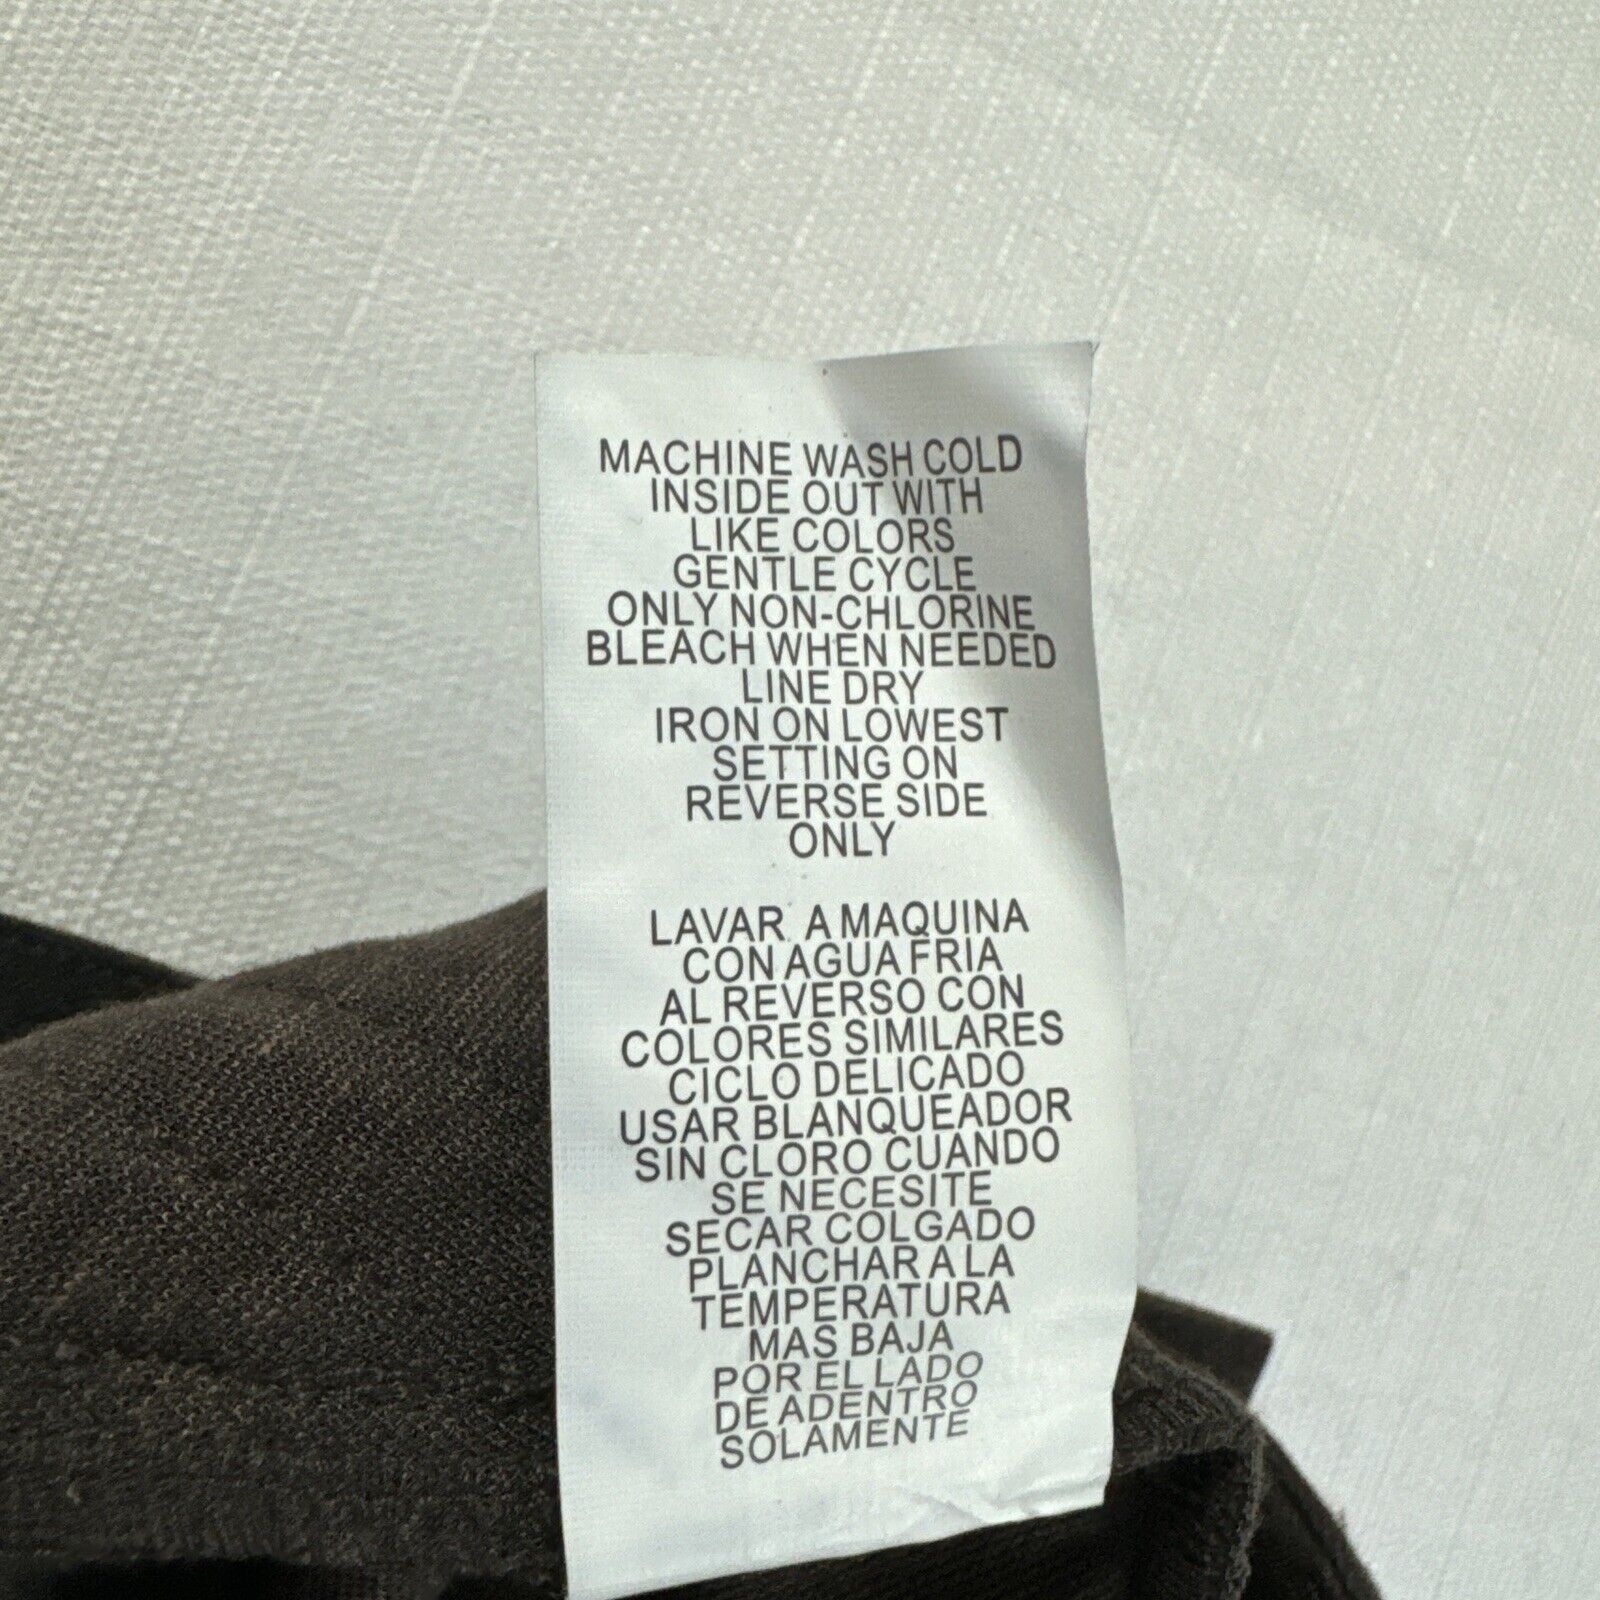 MACHINE WASH COLD
INSIDE OUT WITH
LIKE COLORS
GENTLE CYCLE
ONLY NON-CHLORINE
BLEACH WHEN NEEDED
LINE DRY
IRON ON LOWEST
SETTING ON
REVERSE SIDE
ONLY
LAVAR A MAQUINA
CON AGUA FRIA
AL REVERSO CON
COLORES SIMILARES
CICLO DELICADO
USAR BLANQUEADOR
SIN CLORO CUANDO
SE NECESITE
SECAR COLGADO
PLANCHAR A LA
TEMPERATURA
MAS BAJA
POR EL LADO
DE ADENTRO
SOLAMENTE